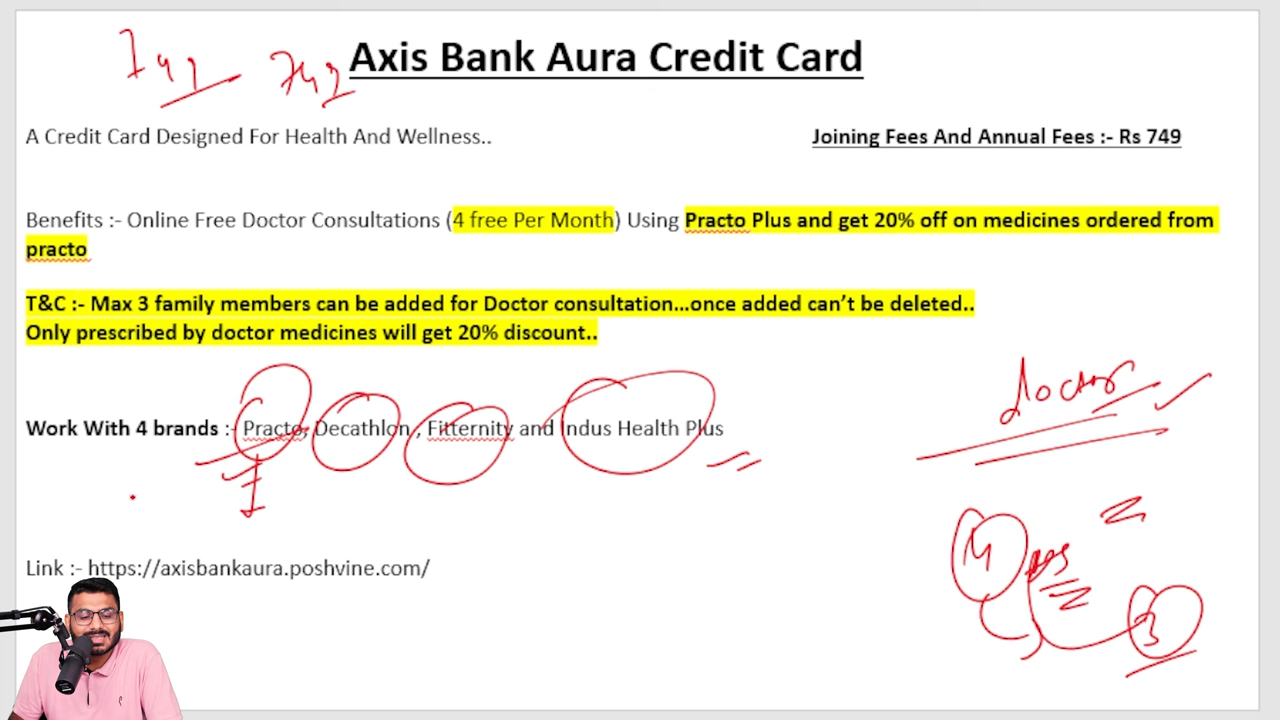 749 749
Axis Bank Aura Credit Card
A Credit Card Designed For Health And Wellness..
Joining Fees And Annual Fees :- Rs 749
Benefits :- Online Free Doctor Consultations (4 free Per Month) Using Practo Plus and get 20% off on medicines ordered from
practo
T&C :- Max 3 family members can be added for Doctor consultation...once added can’t be deleted..
Only prescribed by doctor medicines will get 20% discount..
doctor
Work With 4 brands :- Practo, Decathlon , Fitternity and Indus Health Plus
4
3
Link :- https://axisbankaura.poshvine.com/